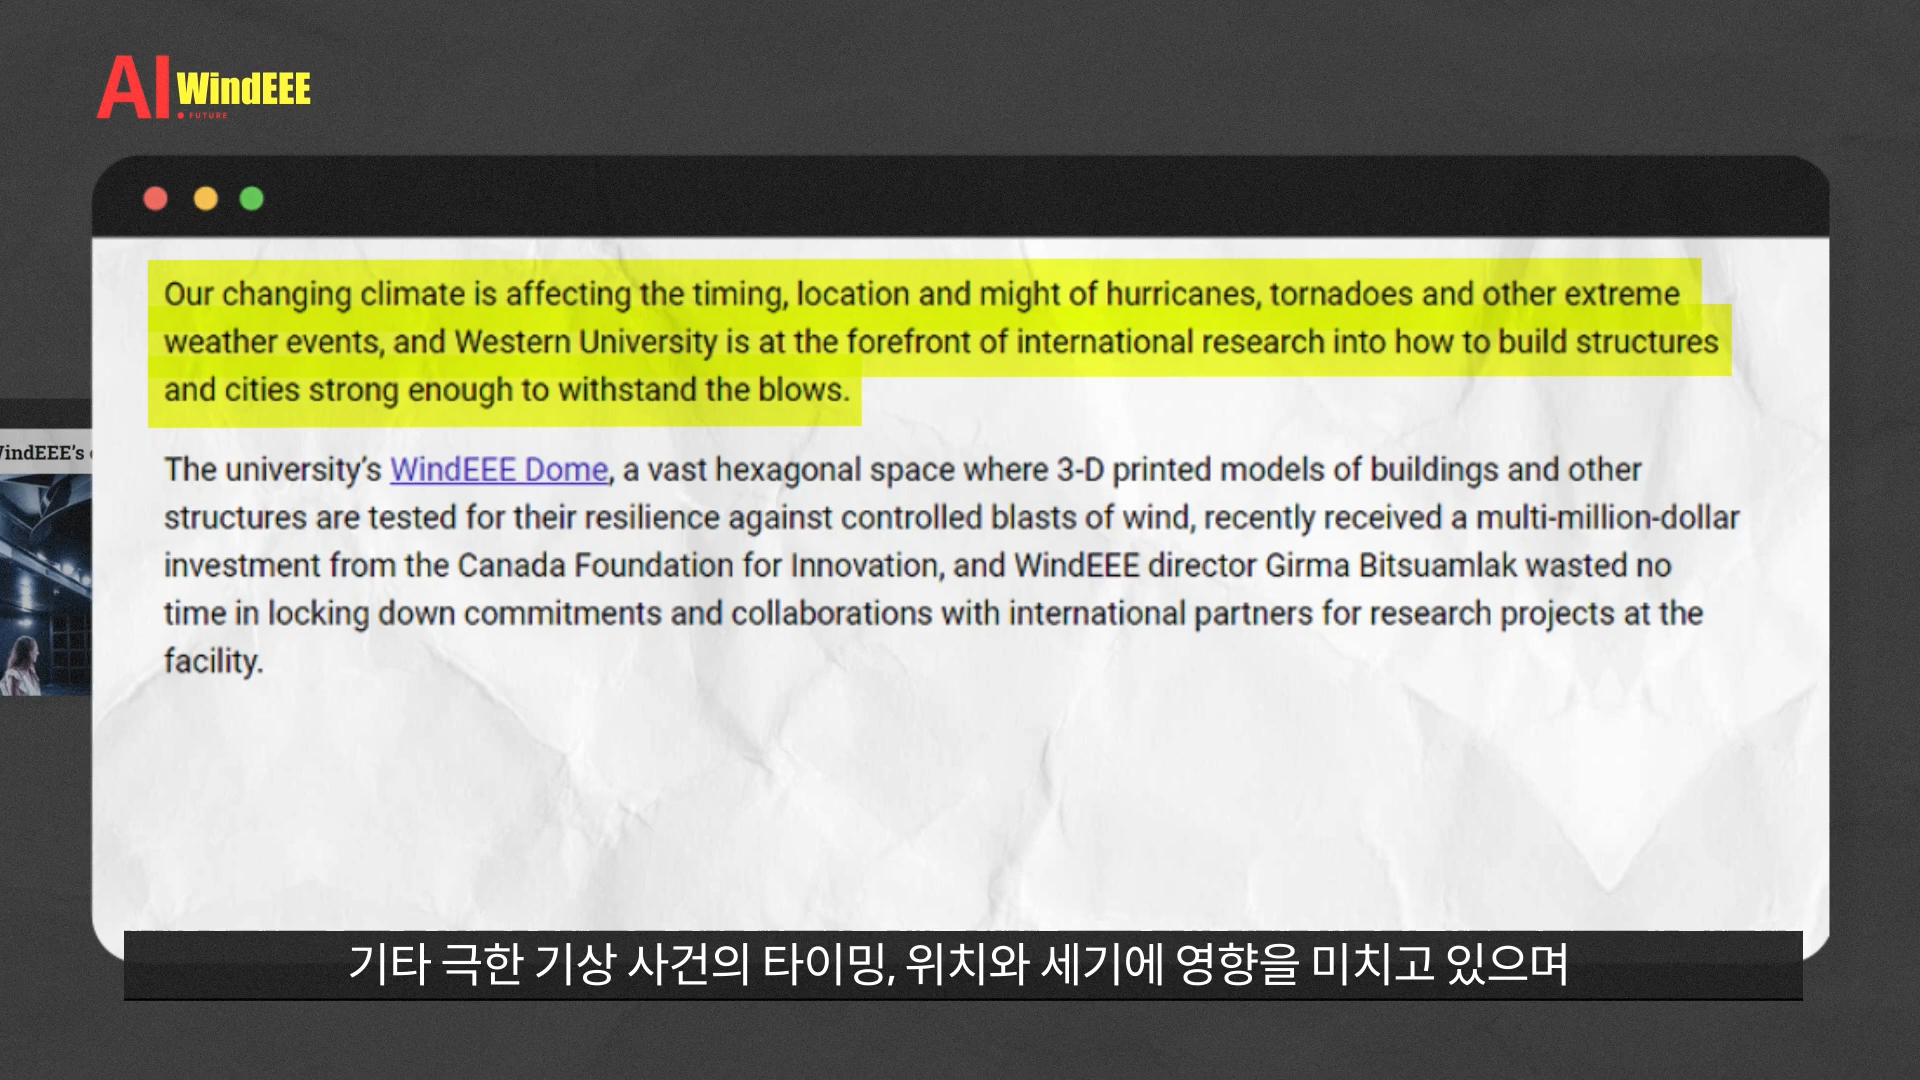 AI WindEEE
FUTURE
Our changing climate is affecting the timing, location and might of hurricanes, tornadoes and other extreme
weather events, and Western University is at the forefront of international research into how to build structures
and cities strong enough to withstand the blows.
WindEEE's
The university’s WindEEE Dome, a vast hexagonal space where 3-D printed models of buildings and other
structures are tested for their resilience against controlled blasts of wind, recently received a multi-million-dollar
investment from the Canada Foundation for Innovation, and WindEEE director Girma Bitsuamlak wasted no
time in locking down commitments and collaborations with international partners for research projects at the
facility.
기타 극한 기상 사건의 타이밍, 위치와 세기에 영향을 미치고 있으며